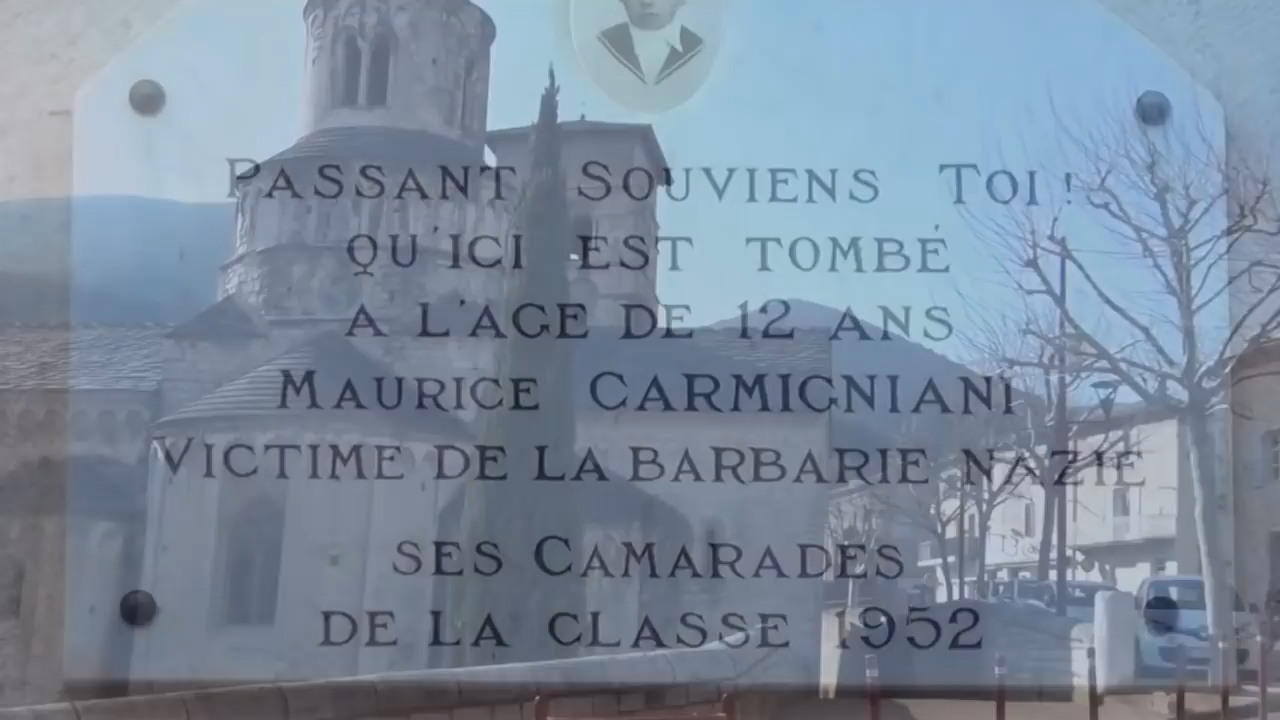 PASSANT SOUVIENS TOI !
QU'ICI EST TOMBÉ
A L'AGE DE 12 ANS
MAURICE CARMIGNIANI
VICTIME DE LA BARBARIE NAZIE
SES CAMARADES
DE LA CLASSE 1952